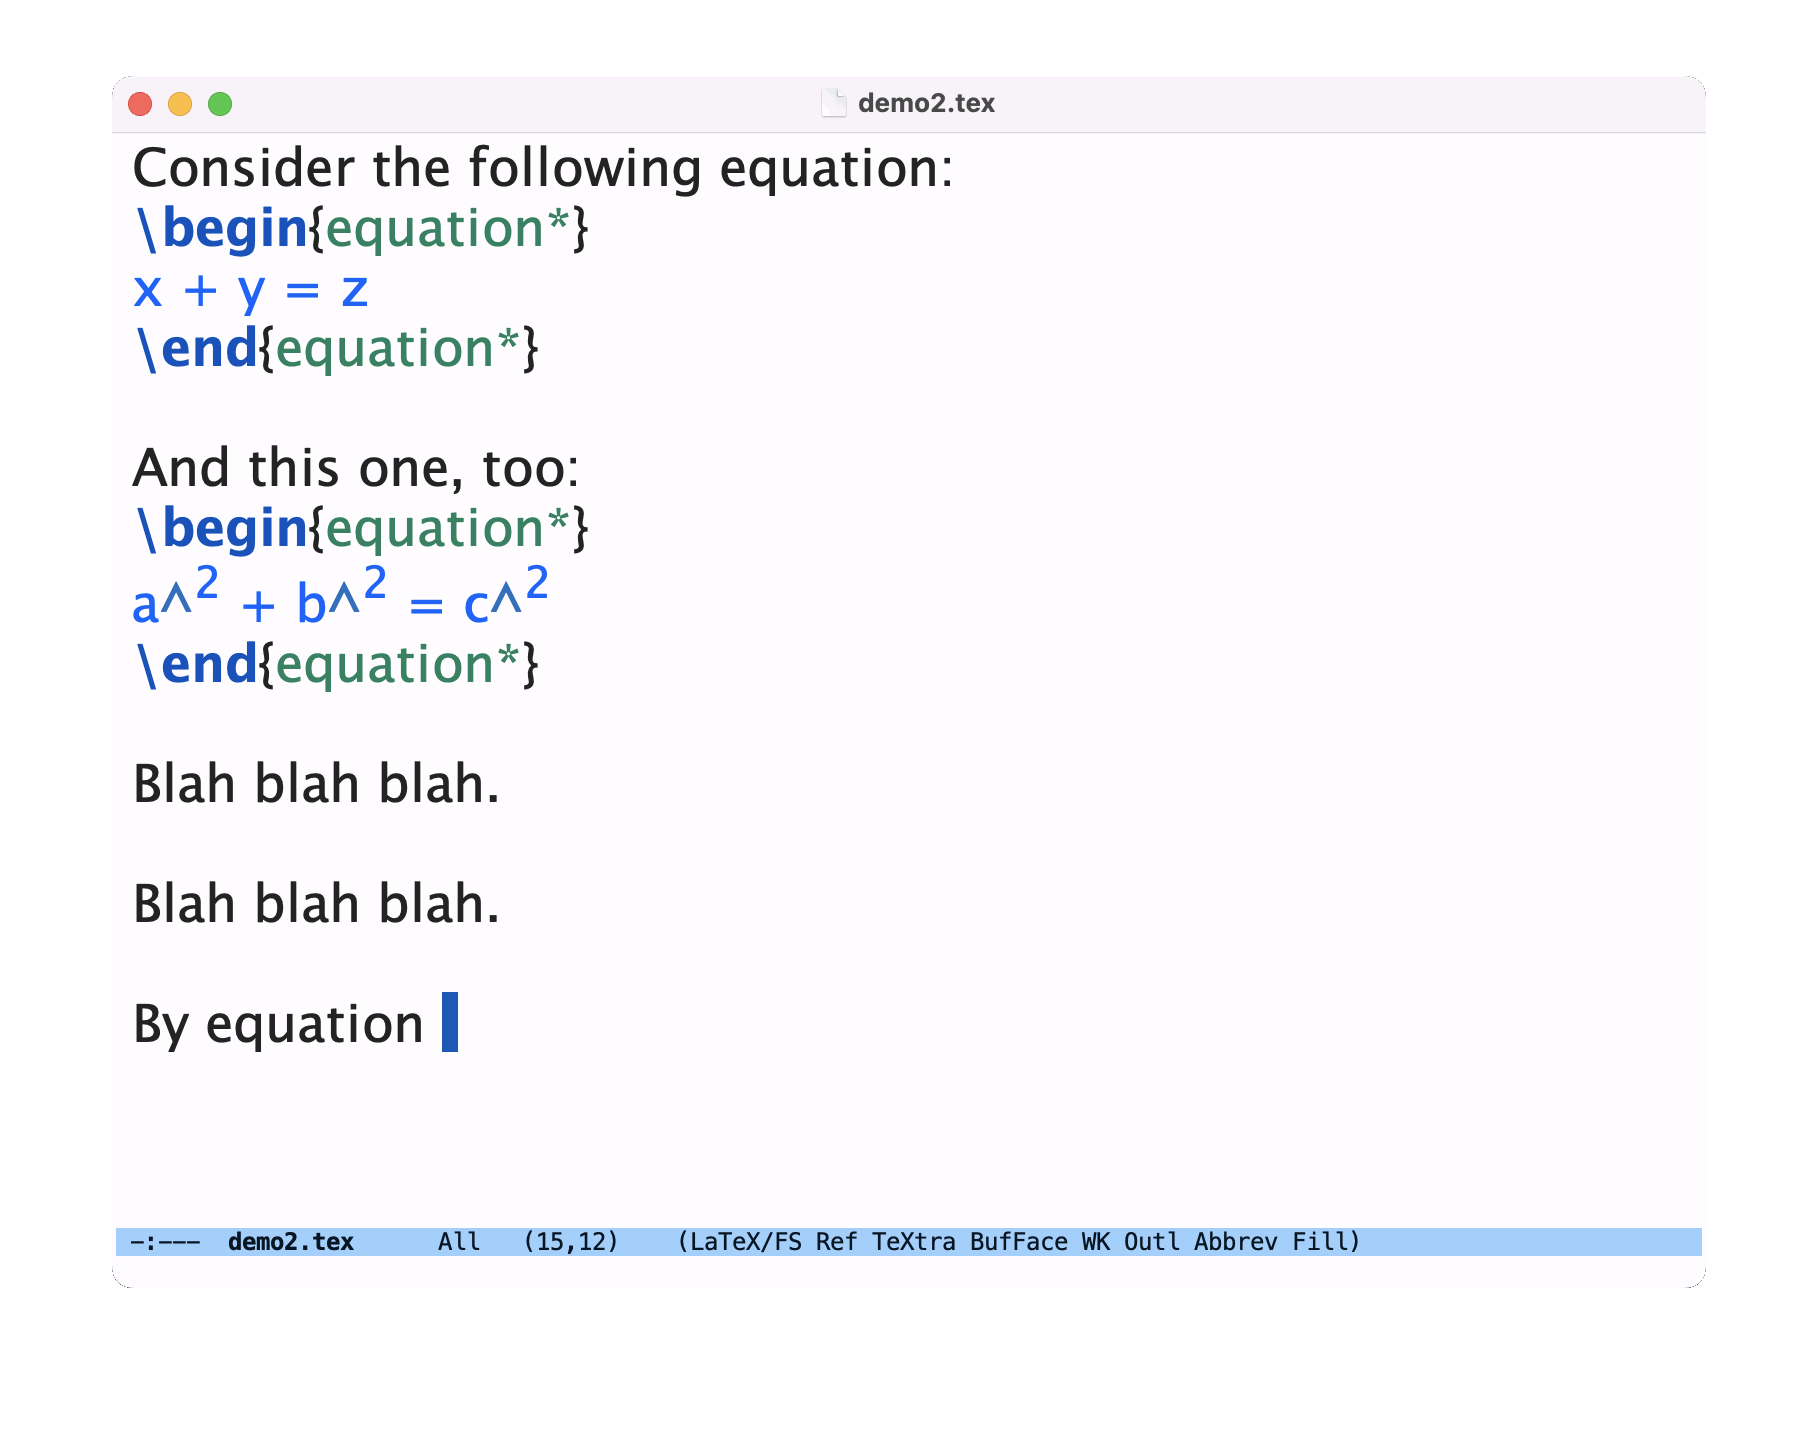 demo2.tex
Consider the following equation:
\begin{equation*}
x + y = z
\end{equation*}
And this one, too:
\begin{equation*}
a^2 + b^2 = c^2
\end{equation*}
Blah blah blah.
Blah blah blah.
By equation
-:--- demo2.tex All (15,12) (LaTeX/FS Ref TeXtra BufFace WK Outl Abbrev Fill)